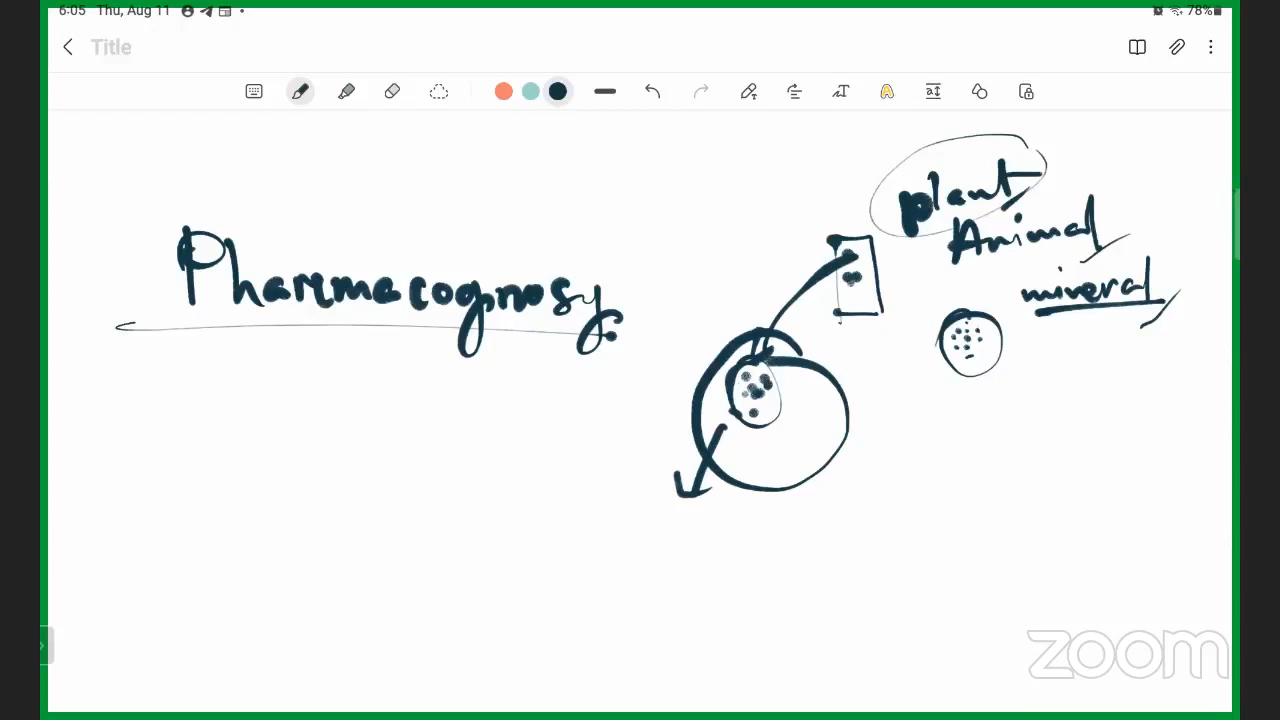 6:05 Thu, Aug 11
78%
Title
plant
Animal
mineral
Pharmacognosy
zoom